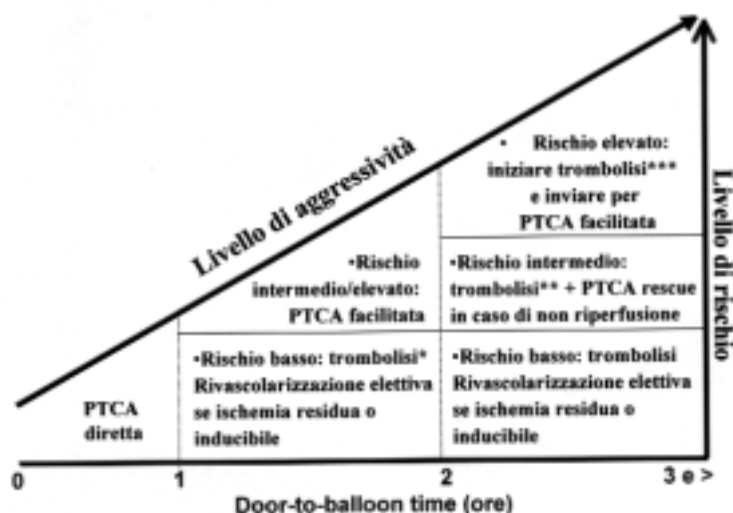 Livello di aggressività
• Rischio elevato:
iniziare trombolisi***
e inviare per
PTCA facilitata
Livello di rischio
•Rischio
intermedio/elevato:
PTCA facilitata
•Rischio intermedio:
trombolisi** + PTCA rescue
in caso di non riperfusione
PTCA
diretta
•Rischio basso: trombolisi*
Rivascolarizzazione elettiva
se ischemia residua o
inducibile
•Rischio basso: trombolisi
Rivascolarizzazione elettiva
se ischemia residua o
inducibile
0 1 2 3 e >
Door-to-balloon time (ore)